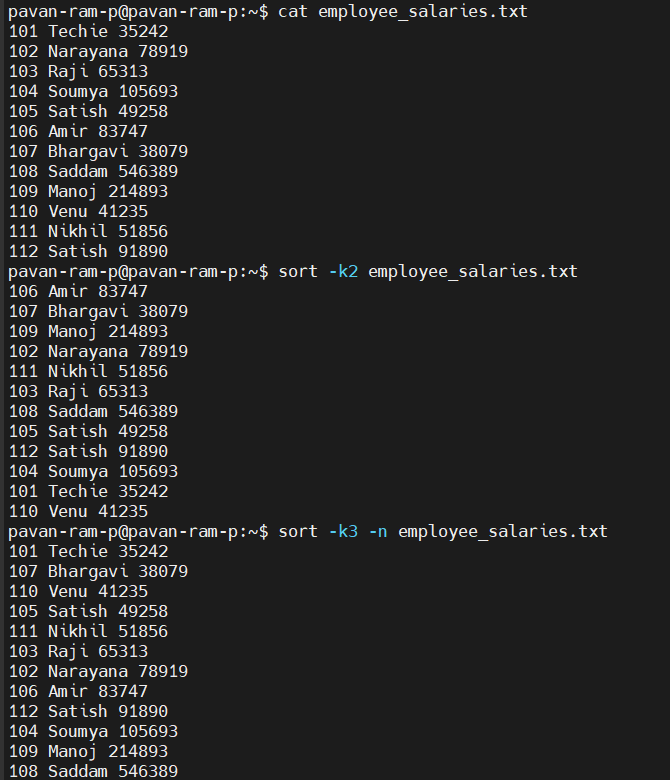 pavan-ram-p@pavan-ram-p:~$ cat employee_salaries.txt
101 Techie 35242
102 Narayana 78919
103 Raji 65313
104 Soumya 105693
105 Satish 49258
106 Amir 83747
107 Bhargavi 38079
108 Saddam 546389
109 Manoj 214893
110 Venu 41235
111 Nikhil 51856
112 Satish 91890
pavan-ram-p@pavan-ram-p:~$ sort -k2 employee_salaries.txt
106 Amir 83747
107 Bhargavi 38079
109 Manoj 214893
102 Narayana 78919
111 Nikhil 51856
103 Raji 65313
108 Saddam 546389
105 Satish 49258
112 Satish 91890
104 Soumya 105693
101 Techie 35242
110 Venu 41235
pavan-ram-p@pavan-ram-p:~$ sort -k3 -n employee_salaries.txt
101 Techie 35242
107 Bhargavi 38079
110 Venu 41235
105 Satish 49258
111 Nikhil 51856
103 Raji 65313
102 Narayana 78919
106 Amir 83747
112 Satish 91890
104 Soumya 105693
109 Manoj 214893
108 Saddam 546389